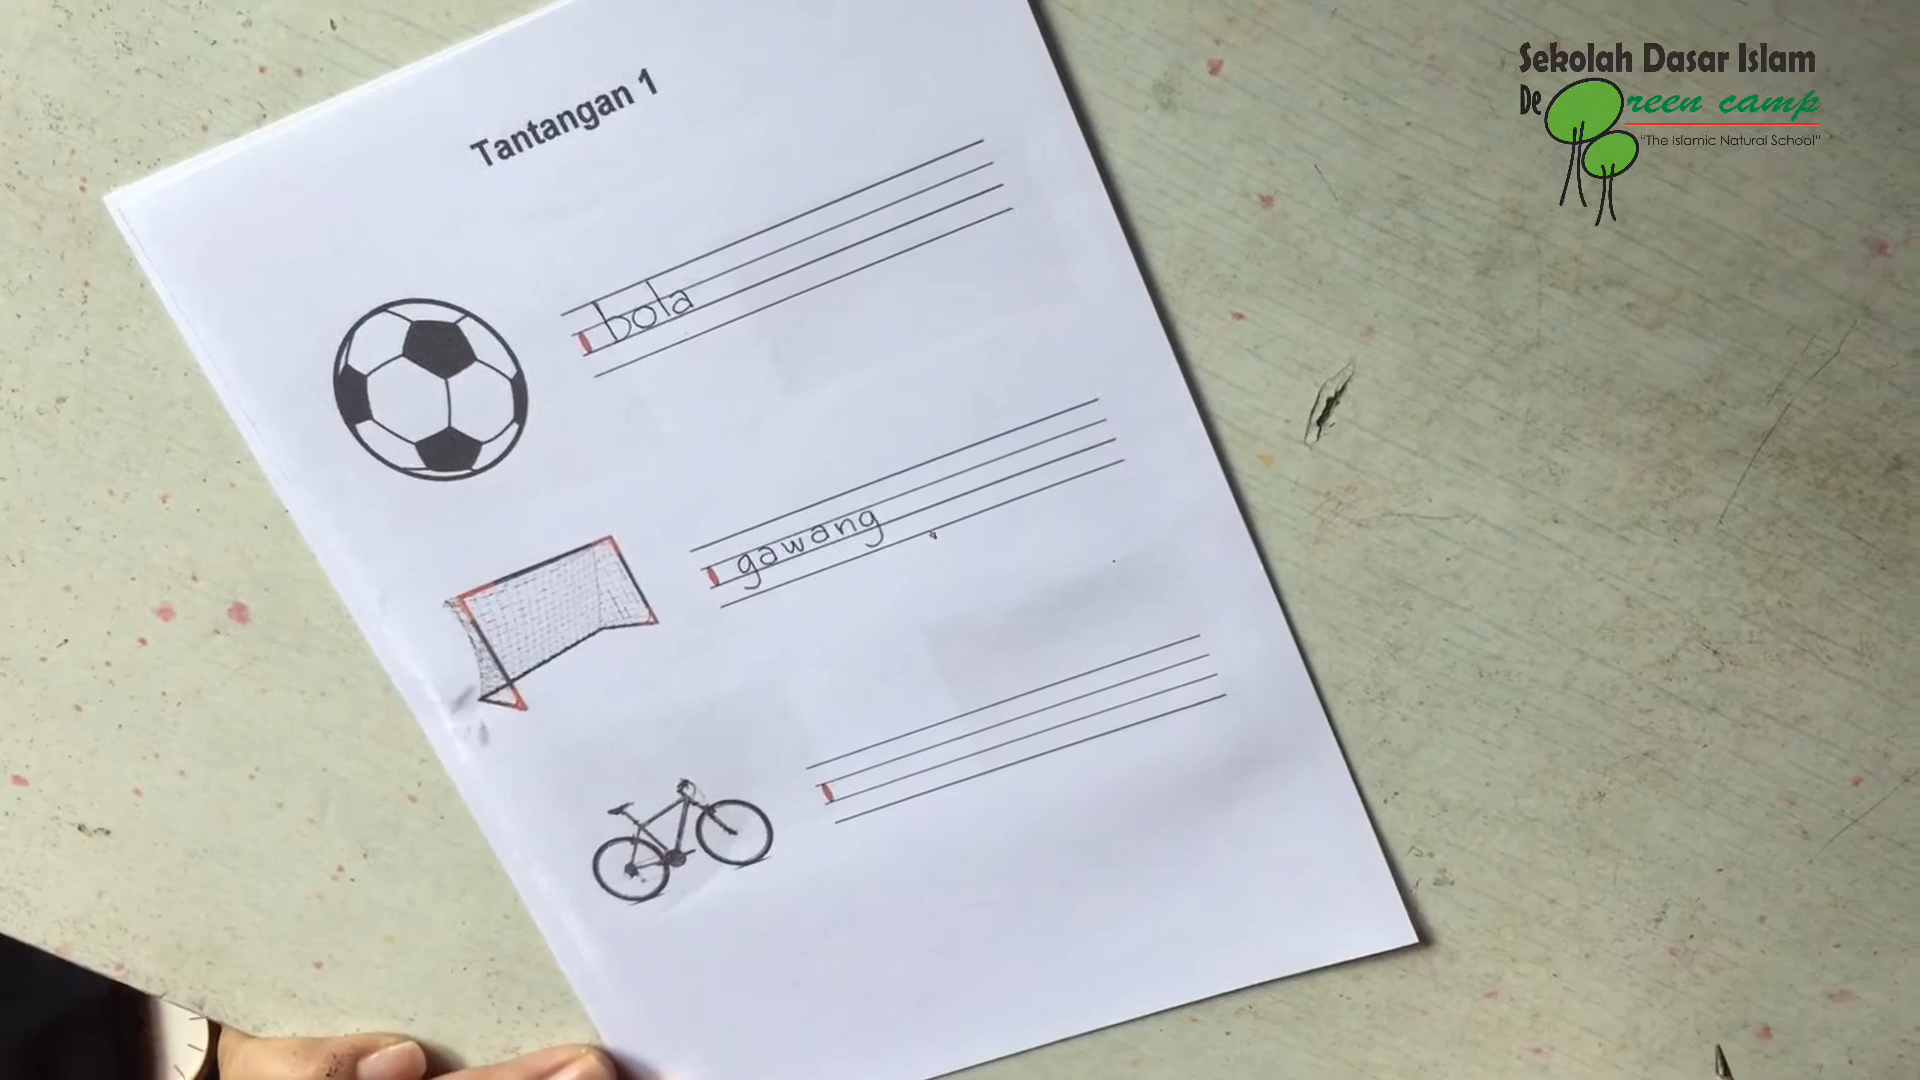 Sekolah Dasar Islam
De Green camp
"The Islamic Natural School"
Tantangan 1
bola
gawang